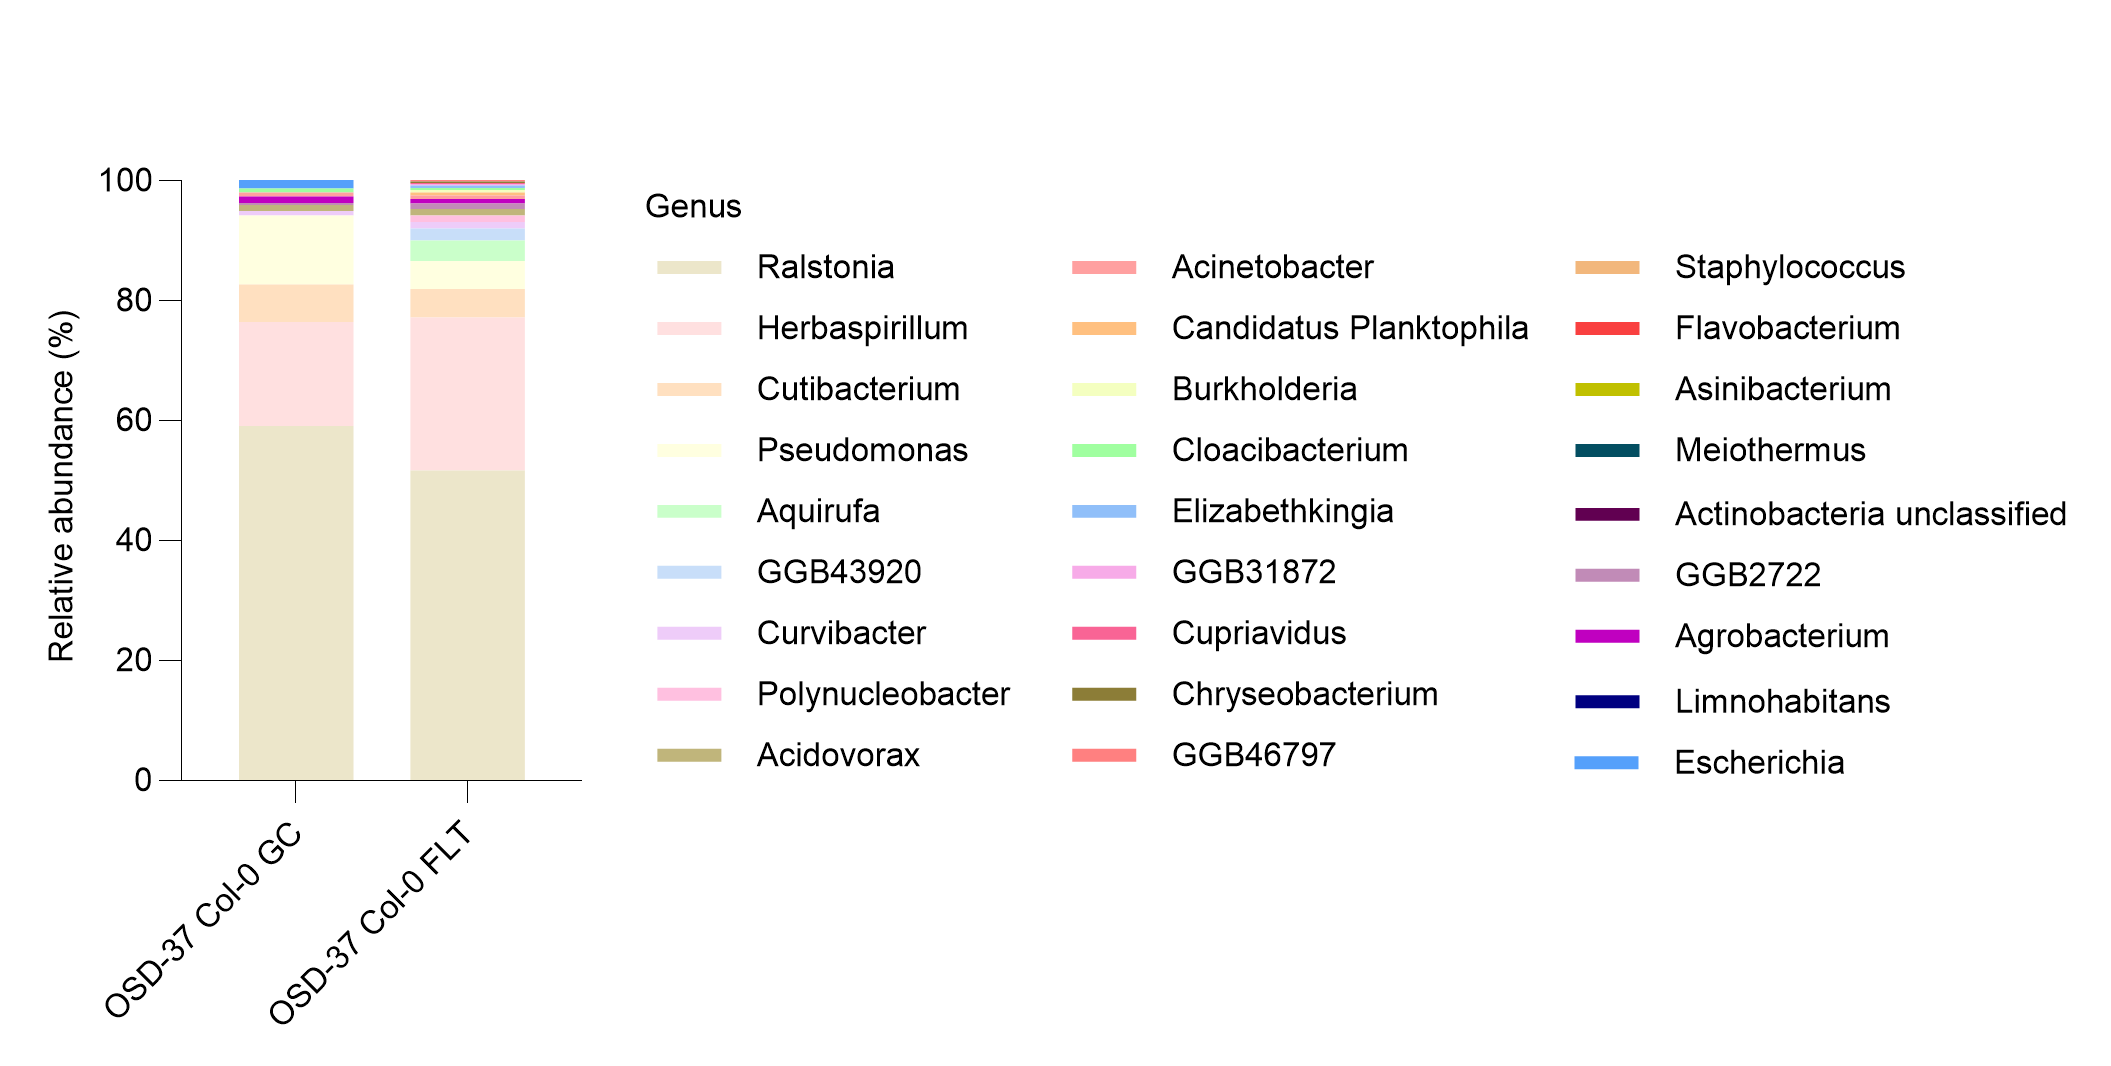 100
80
60
40
20
0
Relative abundance (%)
OSD-37 Col-0 GC
OSD-37 Col-0 FLT
Genus
Ralstonia
Herbaspirillum
Cutibacterium
Pseudomonas
Aquirufa
GGB43920
Curvibacter
Polynucleobacter
Acidovorax
Acinetobacter
Candidatus Planktophila
Burkholderia
Cloacibacterium
Elizabethkingia
GGB31872
Cupriavidus
Chryseobacterium
GGB46797
Staphylococcus
Flavobacterium
Asinibacterium
Meiothermus
Actinobacteria unclassified
GGB2722
Agrobacterium
Limnohabitans
Escherichia